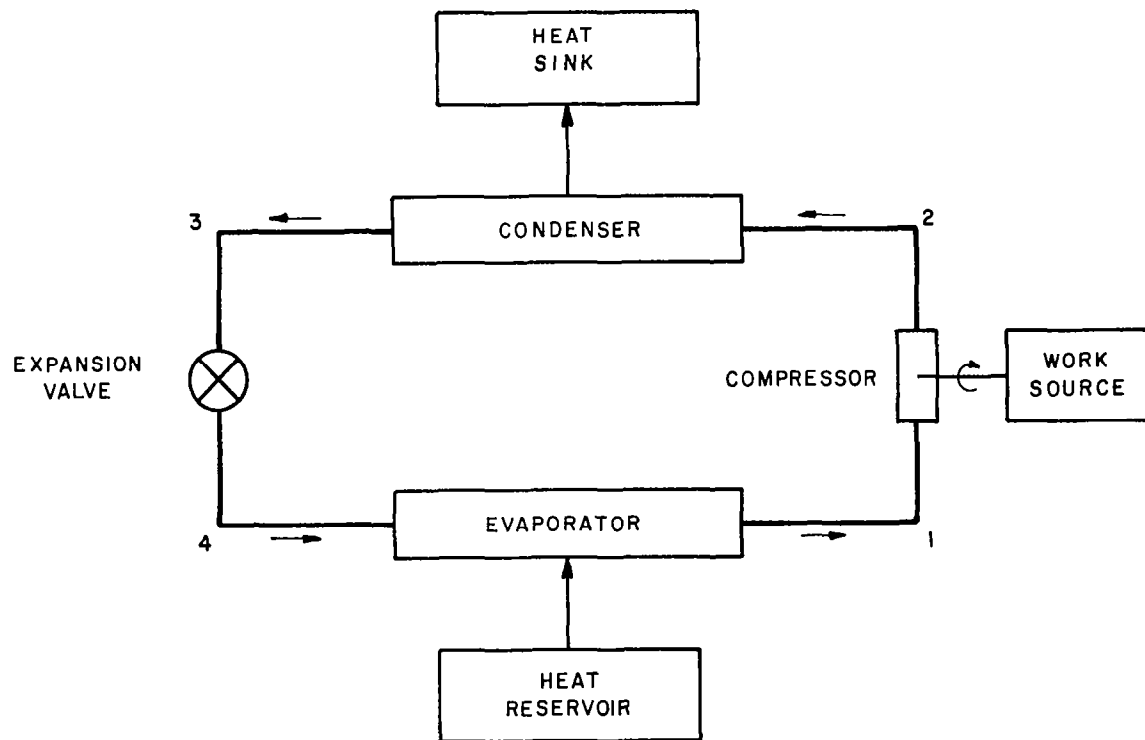 HEAT
SINK
3
CONDENSER
2
EXPANSION
VALVE
COMPRESSOR
WORK
SOURCE
4
EVAPORATOR
1
HEAT
RESERVOIR